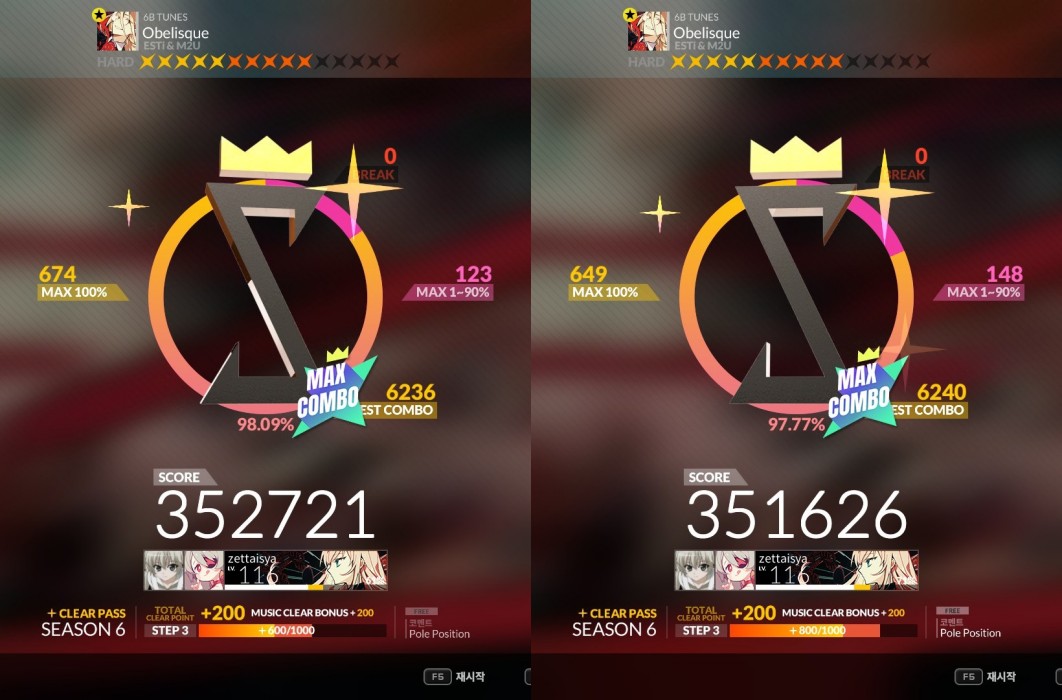 6B TUNES
Obelisque
ESTi & M2U
HARD
0
BREAK
674
MAX 100%
123
MAX 1~90%
MAX
COMBO
6236
EST COMBO
98.09%
SCORE
352721
zettaisya
LV. 116
+ CLEAR PASS
SEASON 6
TOTAL
CLEAR POINT
+200
MUSIC CLEAR BONUS + 200
STEP 3
+ 600/1000
FREE
코멘트
Pole Position
F5 재시작
6B TUNES
Obelisque
ESTi & M2U
HARD
0
BREAK
649
MAX 100%
148
MAX 1~90%
MAX
COMBO
6240
EST COMBO
97.77%
SCORE
351626
zettaisya
LV. 116
+ CLEAR PASS
SEASON 6
TOTAL
CLEAR POINT
+200
MUSIC CLEAR BONUS + 200
STEP 3
+ 800/1000
FREE
코멘트
Pole Position
F5 재시작